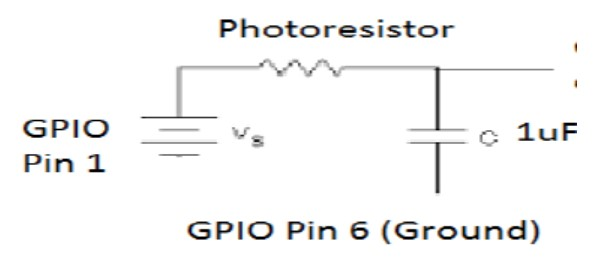 Photoresistor
GPIO
Pin 1
Vs
C 1uF
GPIO Pin 6 (Ground)